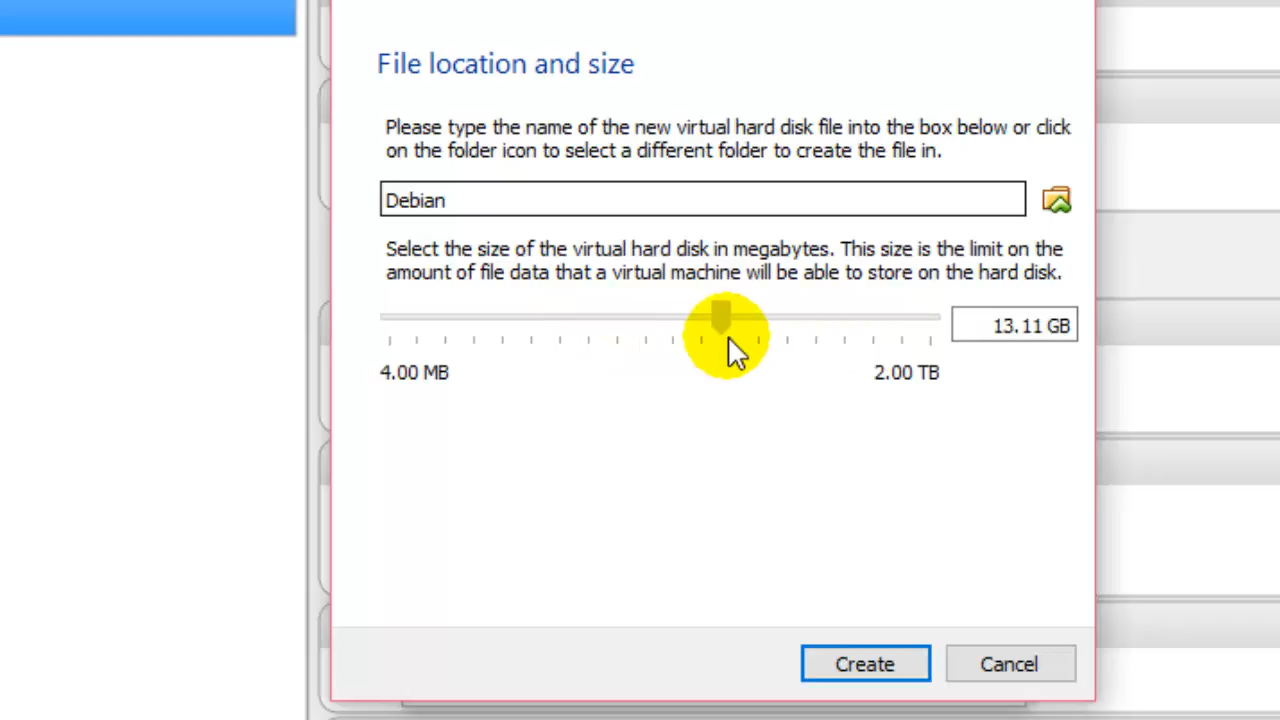 File location and size
Please type the name of the new virtual hard disk file into the box below or click
on the folder icon to select a different folder to create the file in.
Debian
Select the size of the virtual hard disk in megabytes. This size is the limit on the
amount of file data that a virtual machine will be able to store on the hard disk.
13.11 GB
4.00 MB
2.00 TB
Create
Cancel